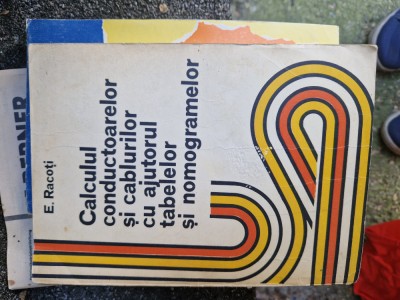 E. Racoți
Calculul
conductoarelor
și cablurilor
cu ajutorul
tabelelor
și nomogramelor